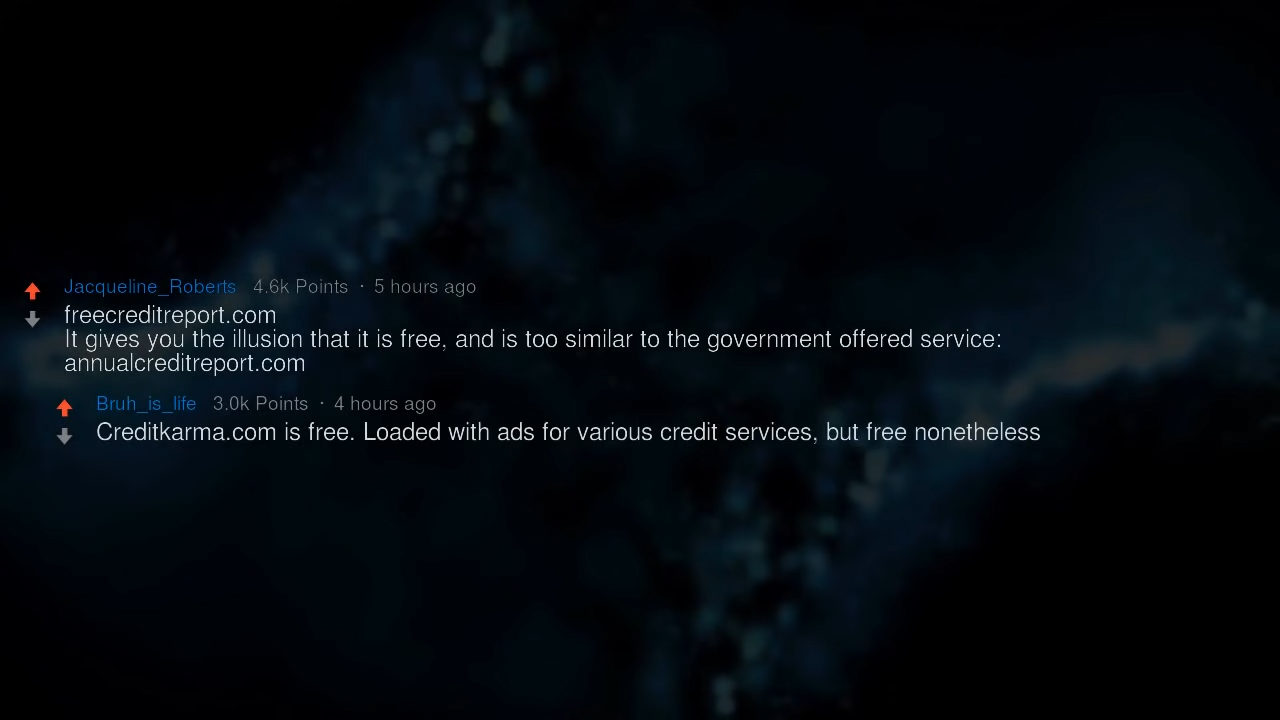 Jacqueline_Roberts 4.6k Points · 5 hours ago
freecreditreport.com
It gives you the illusion that it is free, and is too similar to the government offered service:
annualcreditreport.com
Bruh_is_life 3.0k Points · 4 hours ago
Creditkarma.com is free. Loaded with ads for various credit services, but free nonetheless